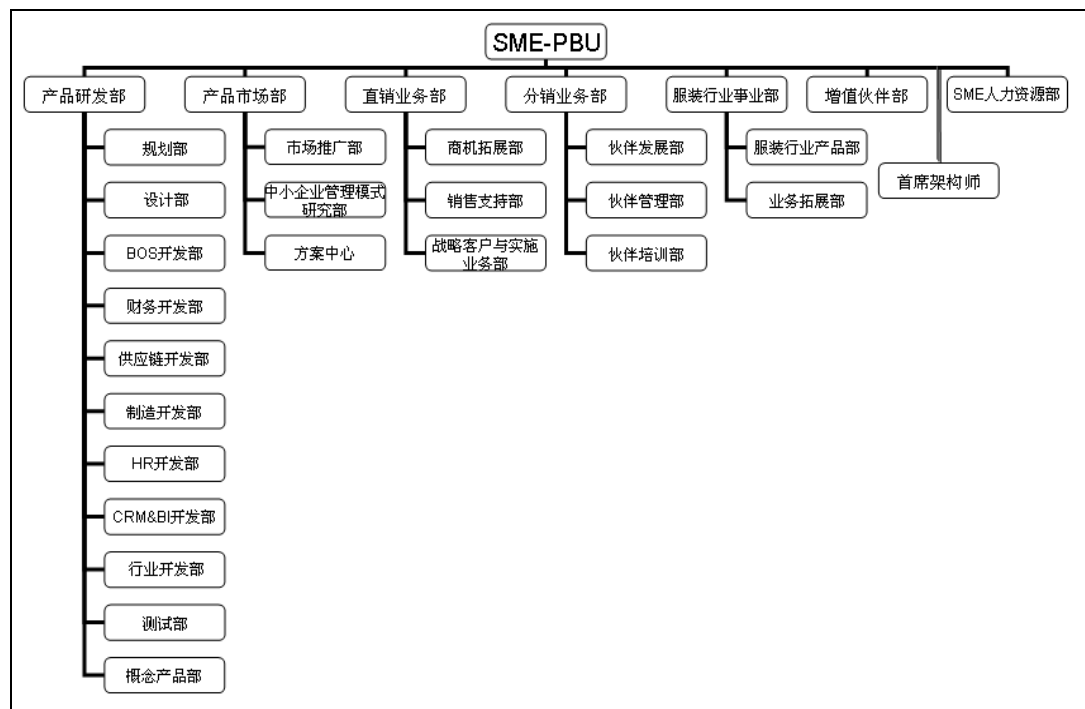 SME-PBU
产品研发部
产品市场部
直销业务部
分销业务部
服装行业事业部
增值伙伴部
SME人力资源部
首席架构师
规划部
设计部
BOS开发部
财务开发部
供应链开发部
制造开发部
HR开发部
CRM&BI开发部
行业开发部
测试部
概念产品部
市场推广部
中小企业管理模式
研究部
方案中心
商机拓展部
销售支持部
战略客户与实施
业务部
伙伴发展部
伙伴管理部
伙伴培训部
服装行业产品部
业务拓展部